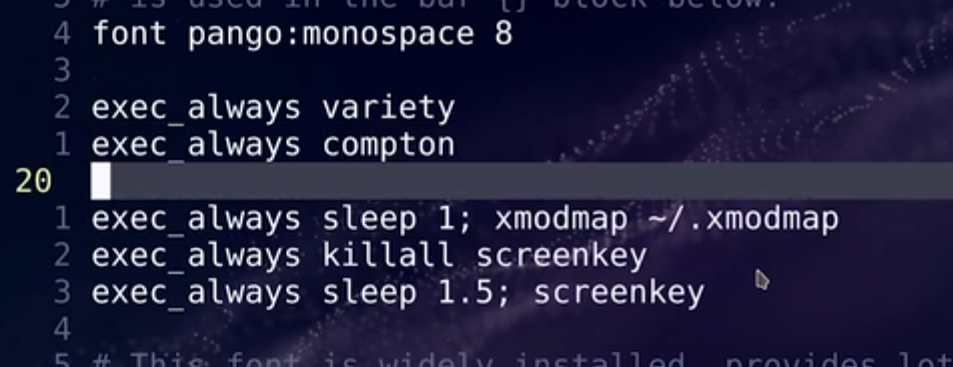 5 # is used in the bar {} block below.
4 font pango:monospace 8
3
2 exec_always variety
1 exec_always compton
20
1 exec_always sleep 1; xmodmap ~/.xmodmap
2 exec_always killall screenkey
3 exec_always sleep 1.5; screenkey
4
5 # This font is widely installed, provides lot